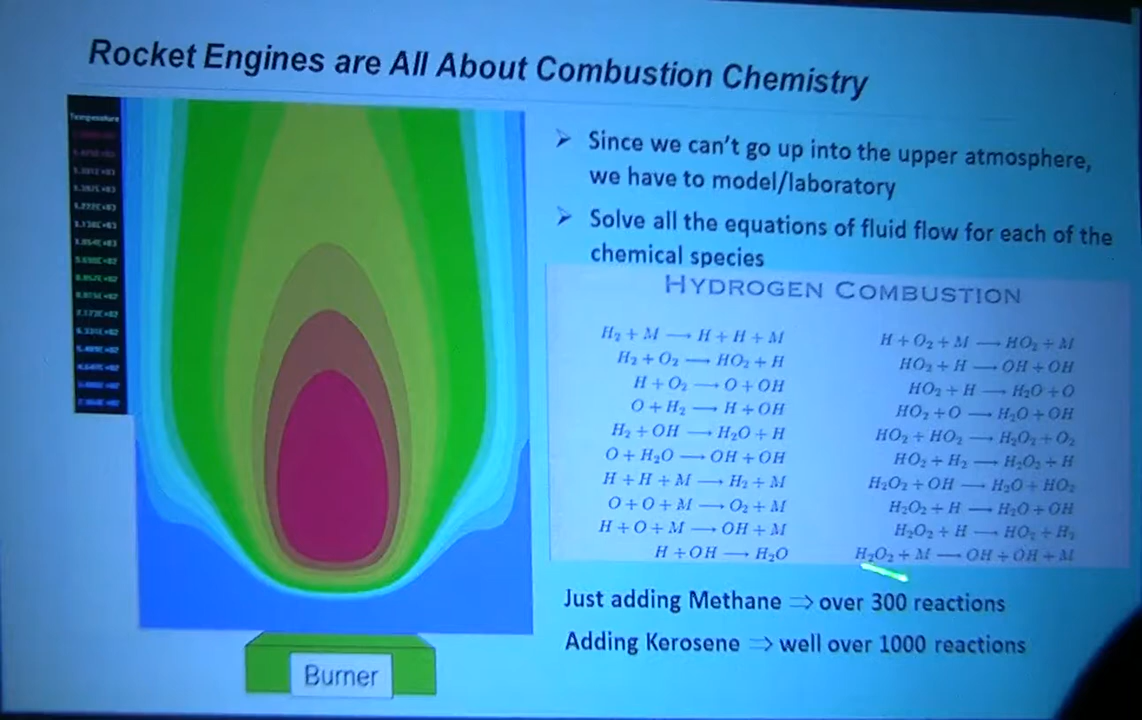 Rocket Engines are All About Combustion Chemistry
Temperature
➢ Since we can't go up into the upper atmosphere,
we have to model/laboratory
➢ Solve all the equations of fluid flow for each of the
chemical species
HYDROGEN COMBUSTION
H₂ + M ⟶ H + H + M
H₂ + O₂ ⟶ HO₂ + H
H + O₂ ⟶ O + OH
O + H₂ ⟶ H + OH
H₂ + OH ⟶ H₂O + H
O + H₂O ⟶ OH + OH
H + H + M ⟶ H₂ + M
O + O + M ⟶ O₂ + M
H + O + M ⟶ OH + M
H + OH ⟶ H₂O
H + O₂ + M ⟶ HO₂ + M
HO₂ + H ⟶ OH + OH
HO₂ + H ⟶ H₂O + O
HO₂ + O ⟶ H₂O + OH
HO₂ + HO₂ ⟶ H₂O₂ + O₂
HO₂ + H₂ ⟶ H₂O₂ + H
H₂O₂ + OH ⟶ H₂O + HO₂
H₂O₂ + H ⟶ H₂O + OH
H₂O₂ + H ⟶ HO₂ + H₂
H₂O₂ + M ⟶ OH + OH + M
Just adding Methane ⇒ over 300 reactions
Adding Kerosene ⇒ well over 1000 reactions
Burner